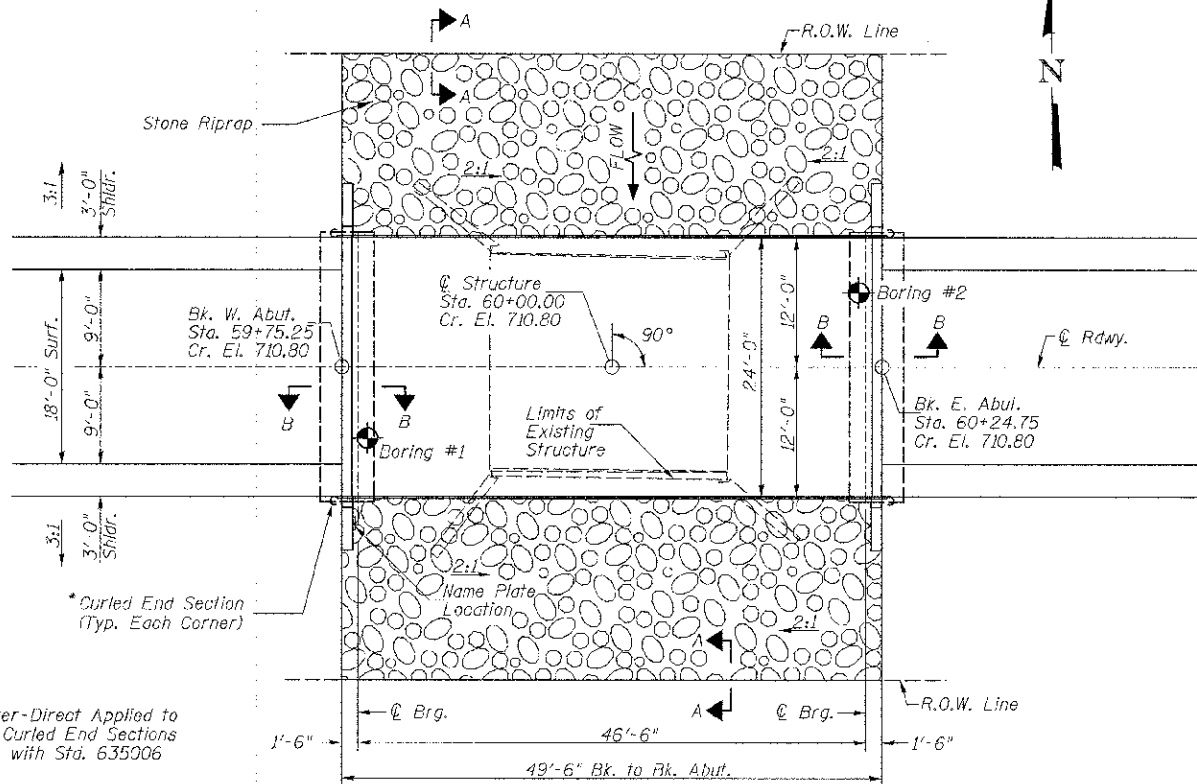 A
R.O.W. Line
N
A
Stone Riprap
FLOW
2:1
2:1
3:1
3'-0"
Shldr.
℄ Structure
Sta. 60+00.00
Cr. El. 710.80
90°
Boring #2
Bk. W. Abut.
Sta. 59+75.25
Cr. El. 710.80
18'-0" Surf.
9'-0"
9'-0"
24'-0"
12'-0"
12'-0"
B
B
℄ Rdwy.
B
B
Limits of
Existing
Structure
Bk. E. Abut.
Sta. 60+24.75
Cr. El. 710.80
Boring #1
3:1
3'-0"
Shldr.
2:1
Name Plate
Location
*Curled End Section
(Typ. Each Corner)
2:1
A
A
R.O.W. Line
er-Direct Applied to
Curled End Sections
with Std. 635006
℄ Brg.
℄ Brg.
1'-6"
46'-6"
1'-6"
49'-6" Bk. to Bk. Abut.